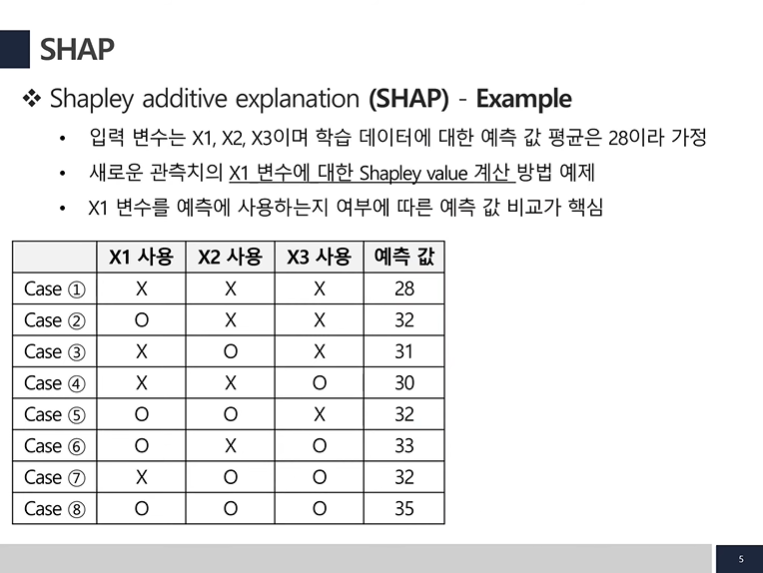 SHAP
❖ Shapley additive explanation (SHAP) - Example
• 입력 변수는 X1, X2, X3이며 학습 데이터에 대한 예측 값 평균은 28이라 가정
• 새로운 관측치의 X1 변수에 대한 Shapley value 계산 방법 예제
• X1 변수를 예측에 사용하는지 여부에 따른 예측 값 비교가 핵심
X1 사용 X2 사용 X3 사용 예측 값
Case ① X X X 28
Case ② O X X 32
Case ③ X O X 31
Case ④ X X O 30
Case ⑤ O O X 32
Case ⑥ O X O 33
Case ⑦ X O O 32
Case ⑧ O O O 35
5